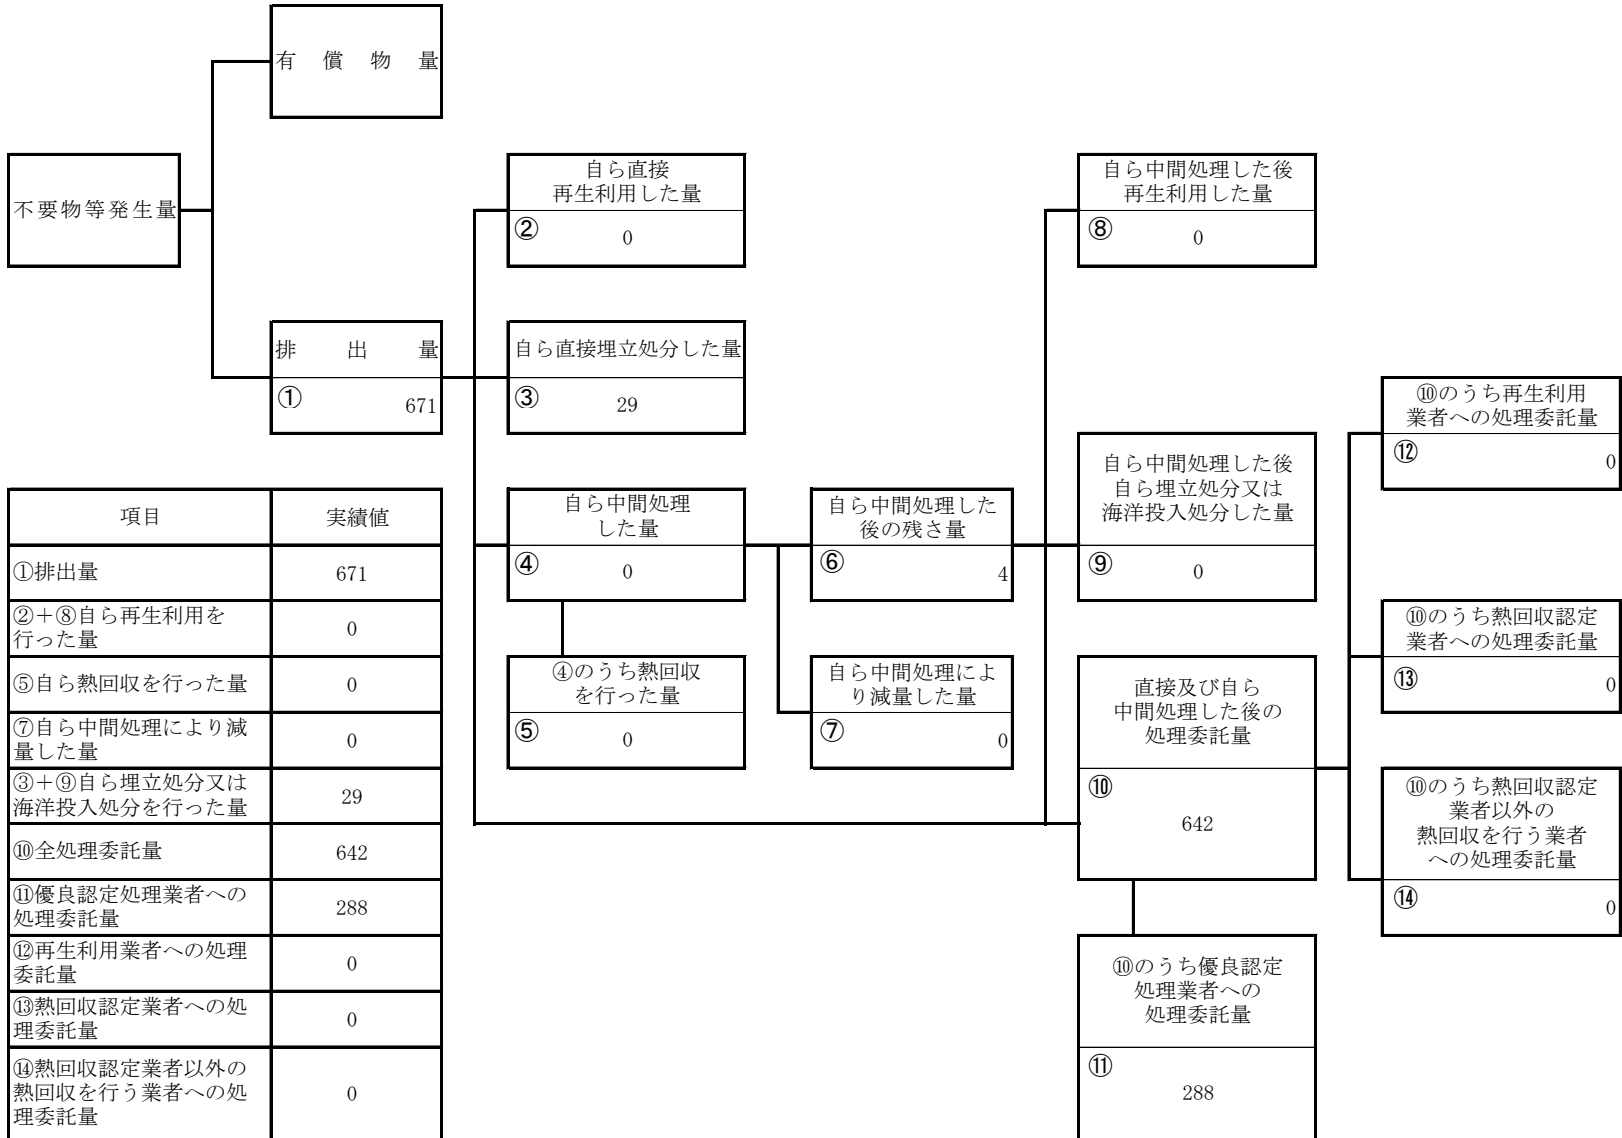 有償物量
不要物等発生量
排出量
① 671
自ら直接
再生利用した量
② 0
自ら直接埋立処分した量
③ 29
自ら中間処理
した量
④ 0
④のうち熱回収
を行った量
⑤ 0
自ら中間処理した
後の残さ量
⑥ 4
自ら中間処理によ
り減量した量
⑦ 0
自ら中間処理した後
再生利用した量
⑧ 0
自ら中間処理した後
自ら埋立処分又は
海洋投入処分した量
⑨ 0
直接及び自ら
中間処理した後の
処理委託量
⑩
642
⑩のうち優良認定
処理業者への
処理委託量
⑪
288
⑩のうち再生利用
業者への処理委託量
⑫ 0
⑩のうち熱回収認定
業者への処理委託量
⑬ 0
⑩のうち熱回収認定
業者以外の
熱回収を行う業者
への処理委託量
⑭ 0
項目 実績値
①排出量 671
②＋⑧自ら再生利用を
行った量 0
⑤自ら熱回収を行った量 0
⑦自ら中間処理により減
量した量 0
③＋⑨自ら埋立処分又は
海洋投入処分を行った量 29
⑩全処理委託量 642
⑪優良認定処理業者への
処理委託量 288
⑫再生利用業者への処理
委託量 0
⑬熱回収認定業者への処
理委託量 0
⑭熱回収認定業者以外の
熱回収を行う業者への処
理委託量 0